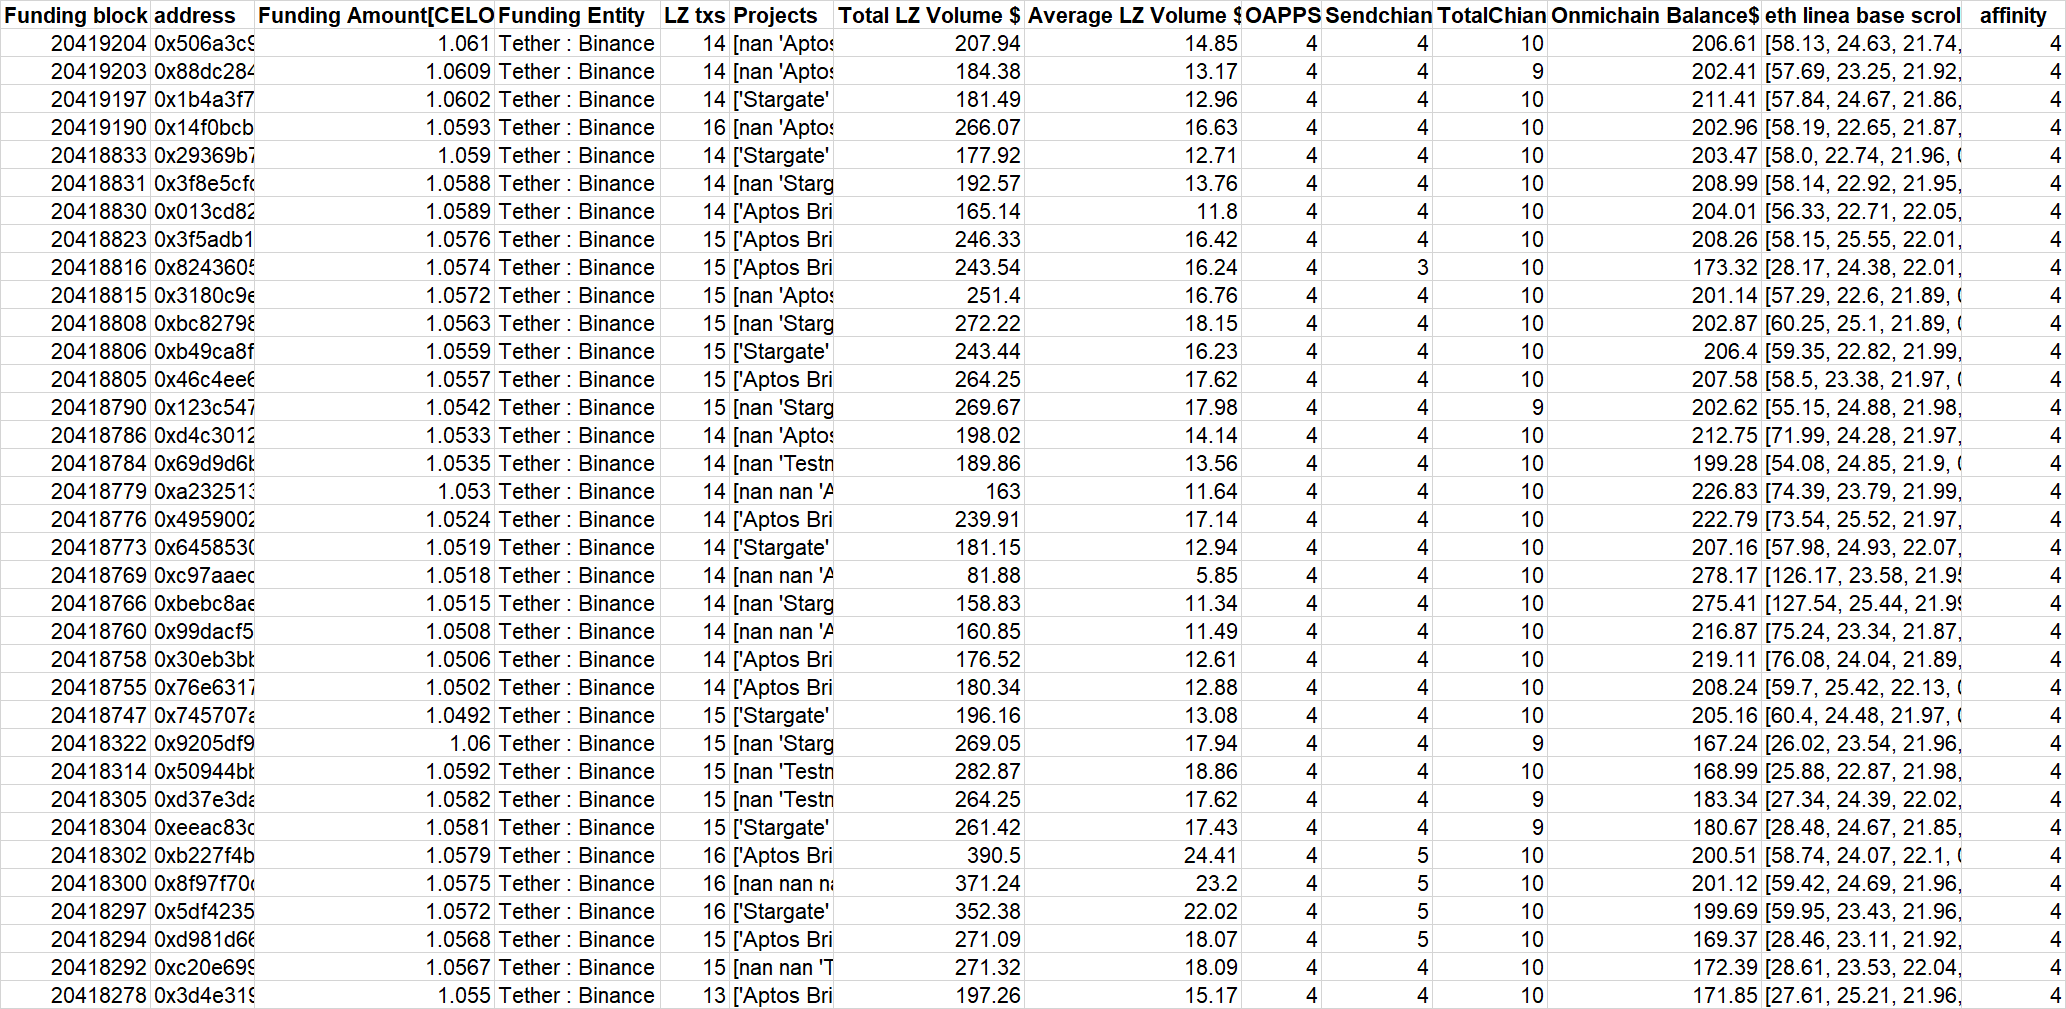 Funding block address Funding Amount[CELO Funding Entity LZ txs Projects Total LZ Volume $ Average LZ Volume $ OAPPS Sendchian TotalChian Onmichain Balance$ eth linea base scrol affinity
20419204 0x506a3c9 1.061 Tether : Binance 14 [nan 'Aptos 207.94 14.85 4 4 10 206.61 [58.13, 24.63, 21.74, 4
20419203 0x88dc284 1.0609 Tether : Binance 14 [nan 'Aptos 184.38 13.17 4 4 9 202.41 [57.69, 23.25, 21.92, 4
20419197 0x1b4a3f7 1.0602 Tether : Binance 14 ['Stargate' 181.49 12.96 4 4 10 211.41 [57.84, 24.67, 21.86, 4
20419190 0x14f0bcb 1.0593 Tether : Binance 16 [nan 'Aptos 266.07 16.63 4 4 10 202.96 [58.19, 22.65, 21.87, 4
20418833 0x29369b7 1.059 Tether : Binance 14 ['Stargate' 177.92 12.71 4 4 10 203.47 [58.0, 22.74, 21.96, 0 4
20418831 0x3f8e5cfc 1.0588 Tether : Binance 14 [nan 'Starg 192.57 13.76 4 4 10 208.99 [58.14, 22.92, 21.95, 4
20418830 0x013cd82 1.0589 Tether : Binance 14 ['Aptos Bri 165.14 11.8 4 4 10 204.01 [56.33, 22.71, 22.05, 4
20418823 0x3f5adb1 1.0576 Tether : Binance 15 ['Aptos Bri 246.33 16.42 4 4 10 208.26 [58.15, 25.55, 22.01, 4
20418816 0x8243605 1.0574 Tether : Binance 15 ['Aptos Bri 243.54 16.24 4 3 10 173.32 [28.17, 24.38, 22.01, 4
20418815 0x3180c9e 1.0572 Tether : Binance 15 [nan 'Aptos 251.4 16.76 4 4 10 201.14 [57.29, 22.6, 21.89, 0 4
20418808 0xbc82798 1.0563 Tether : Binance 15 [nan 'Starg 272.22 18.15 4 4 10 202.87 [60.25, 25.1, 21.89, 0 4
20418806 0xb49ca8f 1.0559 Tether : Binance 15 ['Stargate' 243.44 16.23 4 4 10 206.4 [59.35, 22.82, 21.99, 4
20418805 0x46c4ee6 1.0557 Tether : Binance 15 ['Aptos Bri 264.25 17.62 4 4 10 207.58 [58.5, 23.38, 21.97, 0 4
20418790 0x123c547 1.0542 Tether : Binance 15 [nan 'Starg 269.67 17.98 4 4 9 202.62 [55.15, 24.88, 21.98, 4
20418786 0xd4c3012 1.0533 Tether : Binance 14 [nan 'Aptos 198.02 14.14 4 4 10 212.75 [71.99, 24.28, 21.97, 4
20418784 0x69d9d6b 1.0535 Tether : Binance 14 [nan 'Testn 189.86 13.56 4 4 10 199.28 [54.08, 24.85, 21.9, 0 4
20418779 0xa232513 1.053 Tether : Binance 14 [nan nan 'A 163 11.64 4 4 10 226.83 [74.39, 23.79, 21.99, 4
20418776 0x4959002 1.0524 Tether : Binance 14 ['Aptos Bri 239.91 17.14 4 4 10 222.79 [73.54, 25.52, 21.97, 4
20418773 0x6458530 1.0519 Tether : Binance 14 ['Stargate' 181.15 12.94 4 4 10 207.16 [57.98, 24.93, 22.07, 4
20418769 0xc97aaec 1.0518 Tether : Binance 14 [nan nan 'A 81.88 5.85 4 4 10 278.17 [126.17, 23.58, 21.95 4
20418766 0xbebc8ae 1.0515 Tether : Binance 14 [nan 'Starg 158.83 11.34 4 4 10 275.41 [127.54, 25.44, 21.99 4
20418760 0x99dacf5 1.0508 Tether : Binance 14 [nan nan 'A 160.85 11.49 4 4 10 216.87 [75.24, 23.34, 21.87, 4
20418758 0x30eb3bb 1.0506 Tether : Binance 14 ['Aptos Bri 176.52 12.61 4 4 10 219.11 [76.08, 24.04, 21.89, 4
20418755 0x76e6317 1.0502 Tether : Binance 14 ['Aptos Bri 180.34 12.88 4 4 10 208.24 [59.7, 25.42, 22.13, 0 4
20418747 0x745707a 1.0492 Tether : Binance 15 ['Stargate' 196.16 13.08 4 4 10 205.16 [60.4, 24.48, 21.97, 0 4
20418322 0x9205df9 1.06 Tether : Binance 15 [nan 'Starg 269.05 17.94 4 4 9 167.24 [26.02, 23.54, 21.96, 4
20418314 0x50944bb 1.0592 Tether : Binance 15 [nan 'Testn 282.87 18.86 4 4 10 168.99 [25.88, 22.87, 21.98, 4
20418305 0xd37e3da 1.0582 Tether : Binance 15 [nan 'Testn 264.25 17.62 4 4 9 183.34 [27.34, 24.39, 22.02, 4
20418304 0xeeac83c 1.0581 Tether : Binance 15 ['Stargate' 261.42 17.43 4 4 9 180.67 [28.48, 24.67, 21.85, 4
20418302 0xb227f4b 1.0579 Tether : Binance 16 ['Aptos Bri 390.5 24.41 4 5 10 200.51 [58.74, 24.07, 22.1, 0 4
20418300 0x8f97f70c 1.0575 Tether : Binance 16 [nan nan na 371.24 23.2 4 5 10 201.12 [59.42, 24.69, 21.96, 4
20418297 0x5df4235 1.0572 Tether : Binance 16 ['Stargate' 352.38 22.02 4 5 10 199.69 [59.95, 23.43, 21.96, 4
20418294 0xd981d66 1.0568 Tether : Binance 15 ['Aptos Bri 271.09 18.07 4 5 10 169.37 [28.46, 23.11, 21.92, 4
20418292 0xc20e699 1.0567 Tether : Binance 15 [nan nan 'T 271.32 18.09 4 4 10 172.39 [28.61, 23.53, 22.04, 4
20418278 0x3d4e319 1.055 Tether : Binance 13 ['Aptos Bri 197.26 15.17 4 4 10 171.85 [27.61, 25.21, 21.96, 4